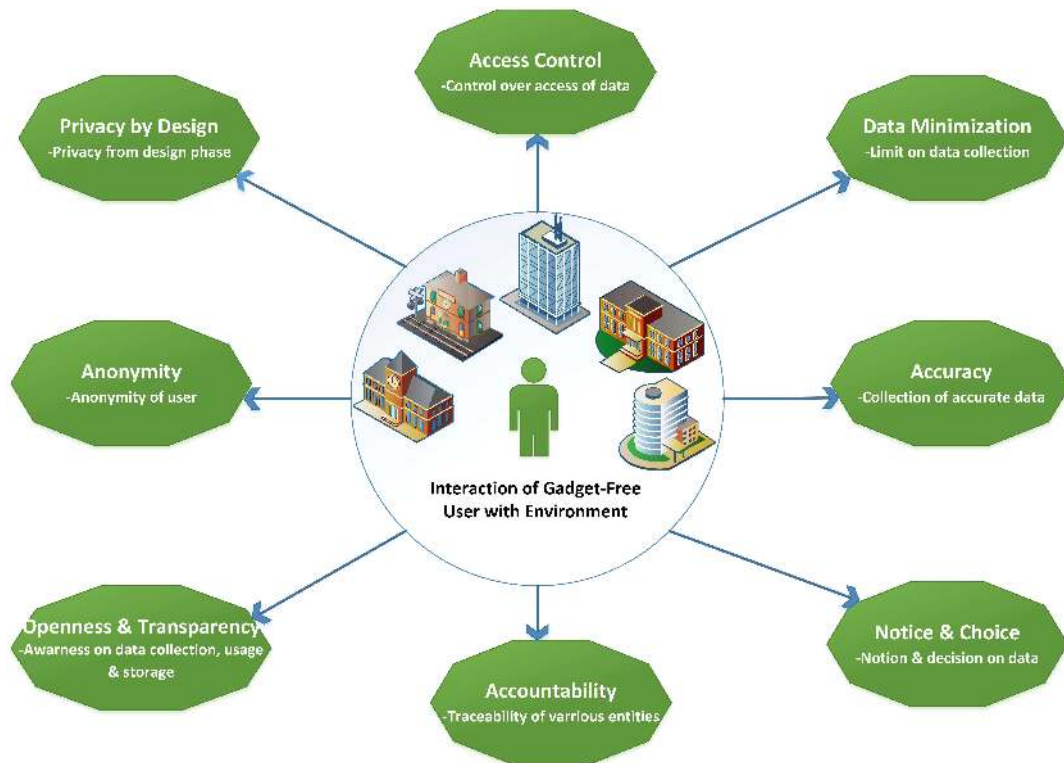 Access Control
-Control over access of data
Privacy by Design
-Privacy from design phase
Data Minimization
-Limit on data collection
Anonymity
-Anonymity of user
Accuracy
-Collection of accurate data
Interaction of Gadget-Free
User with Environment
Openness & Transparency
-Awarness on data collection, usage
& storage
Notice & Choice
-Notion & decision on data
Accountability
-Traceability of varrious entities